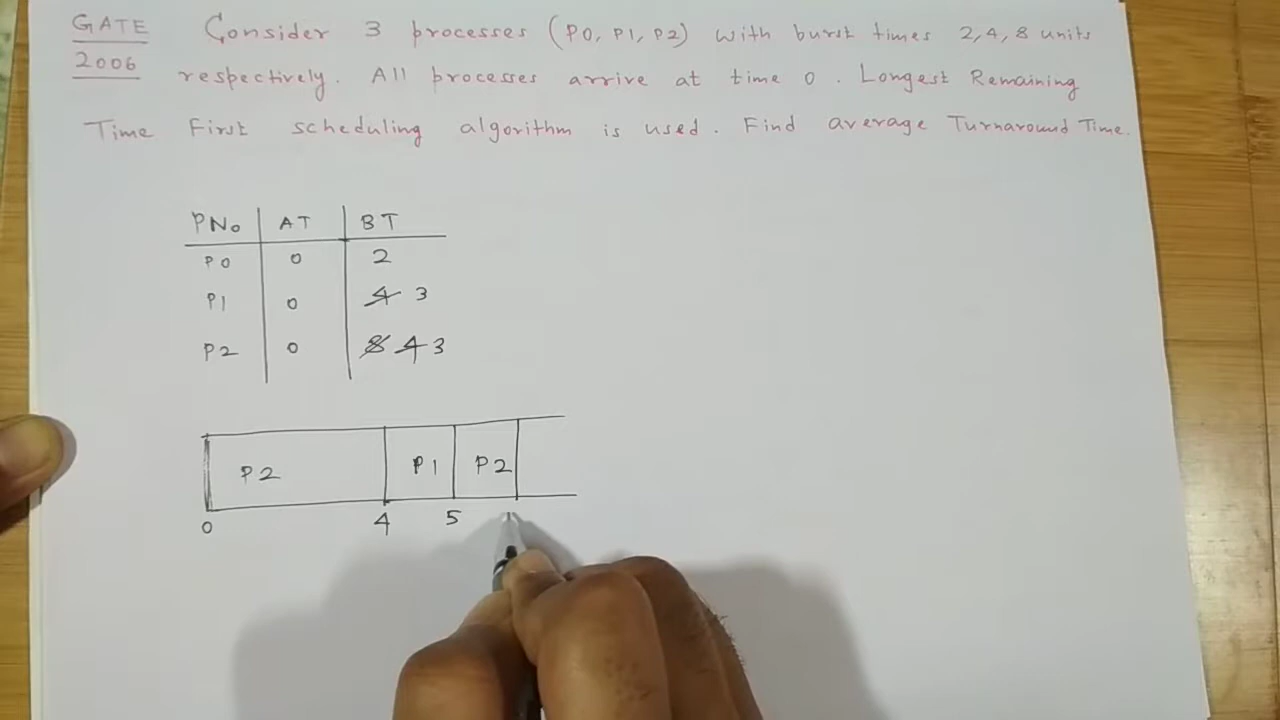 GATE Consider 3 processes (P0, P1, P2) with burst times 2, 4, 8 units
2006 respectively. All processes arrive at time 0. Longest Remaining
Time First scheduling algorithm is used. Find average Turnaround Time.
PNo AT BT
P0 0 2
P1 0 4 3
P2 0 8 4 3
P2 P1 P2
0 4 5